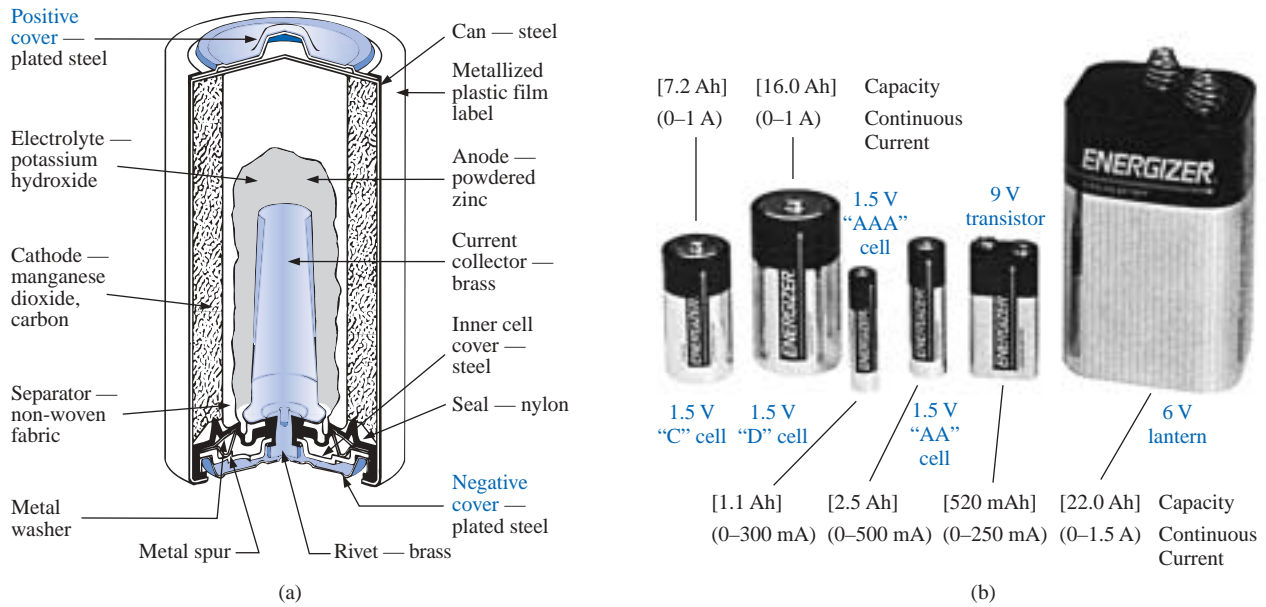 Positive
cover —
plated steel
Can — steel
Metallized
plastic film
label
Electrolyte —
potassium
hydroxide
Anode —
powdered
zinc
Cathode —
manganese
dioxide,
carbon
Current
collector —
brass
Inner cell
cover —
steel
Separator —
non-woven
fabric
Seal — nylon
Metal
washer
Negative
cover —
plated steel
Metal spur
Rivet — brass
(a)
[7.2 Ah] [16.0 Ah] Capacity
(0–1 A) (0–1 A) Continuous
Current
1.5 V
“AAA”
cell
9 V
transistor
ENERGIZER
ENERGIZER
ENERGIZER
ENERGIZER
ENERGIZER
ENERGIZER
1.5 V
“C” cell
1.5 V
“D” cell
1.5 V
“AA”
cell
6 V
lantern
[1.1 Ah] [2.5 Ah] [520 mAh] [22.0 Ah] Capacity
(0–300 mA) (0–500 mA) (0–250 mA) (0–1.5 A) Continuous
Current
(b)